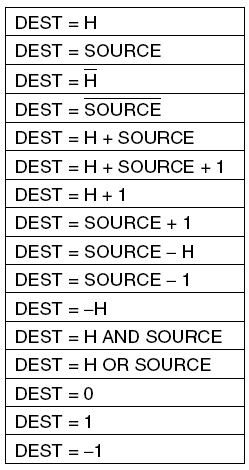 DEST = H
DEST = SOURCE
DEST = H̅
DEST = S̅O̅U̅R̅C̅E̅
DEST = H + SOURCE
DEST = H + SOURCE + 1
DEST = H + 1
DEST = SOURCE + 1
DEST = SOURCE – H
DEST = SOURCE – 1
DEST = –H
DEST = H AND SOURCE
DEST = H OR SOURCE
DEST = 0
DEST = 1
DEST = –1